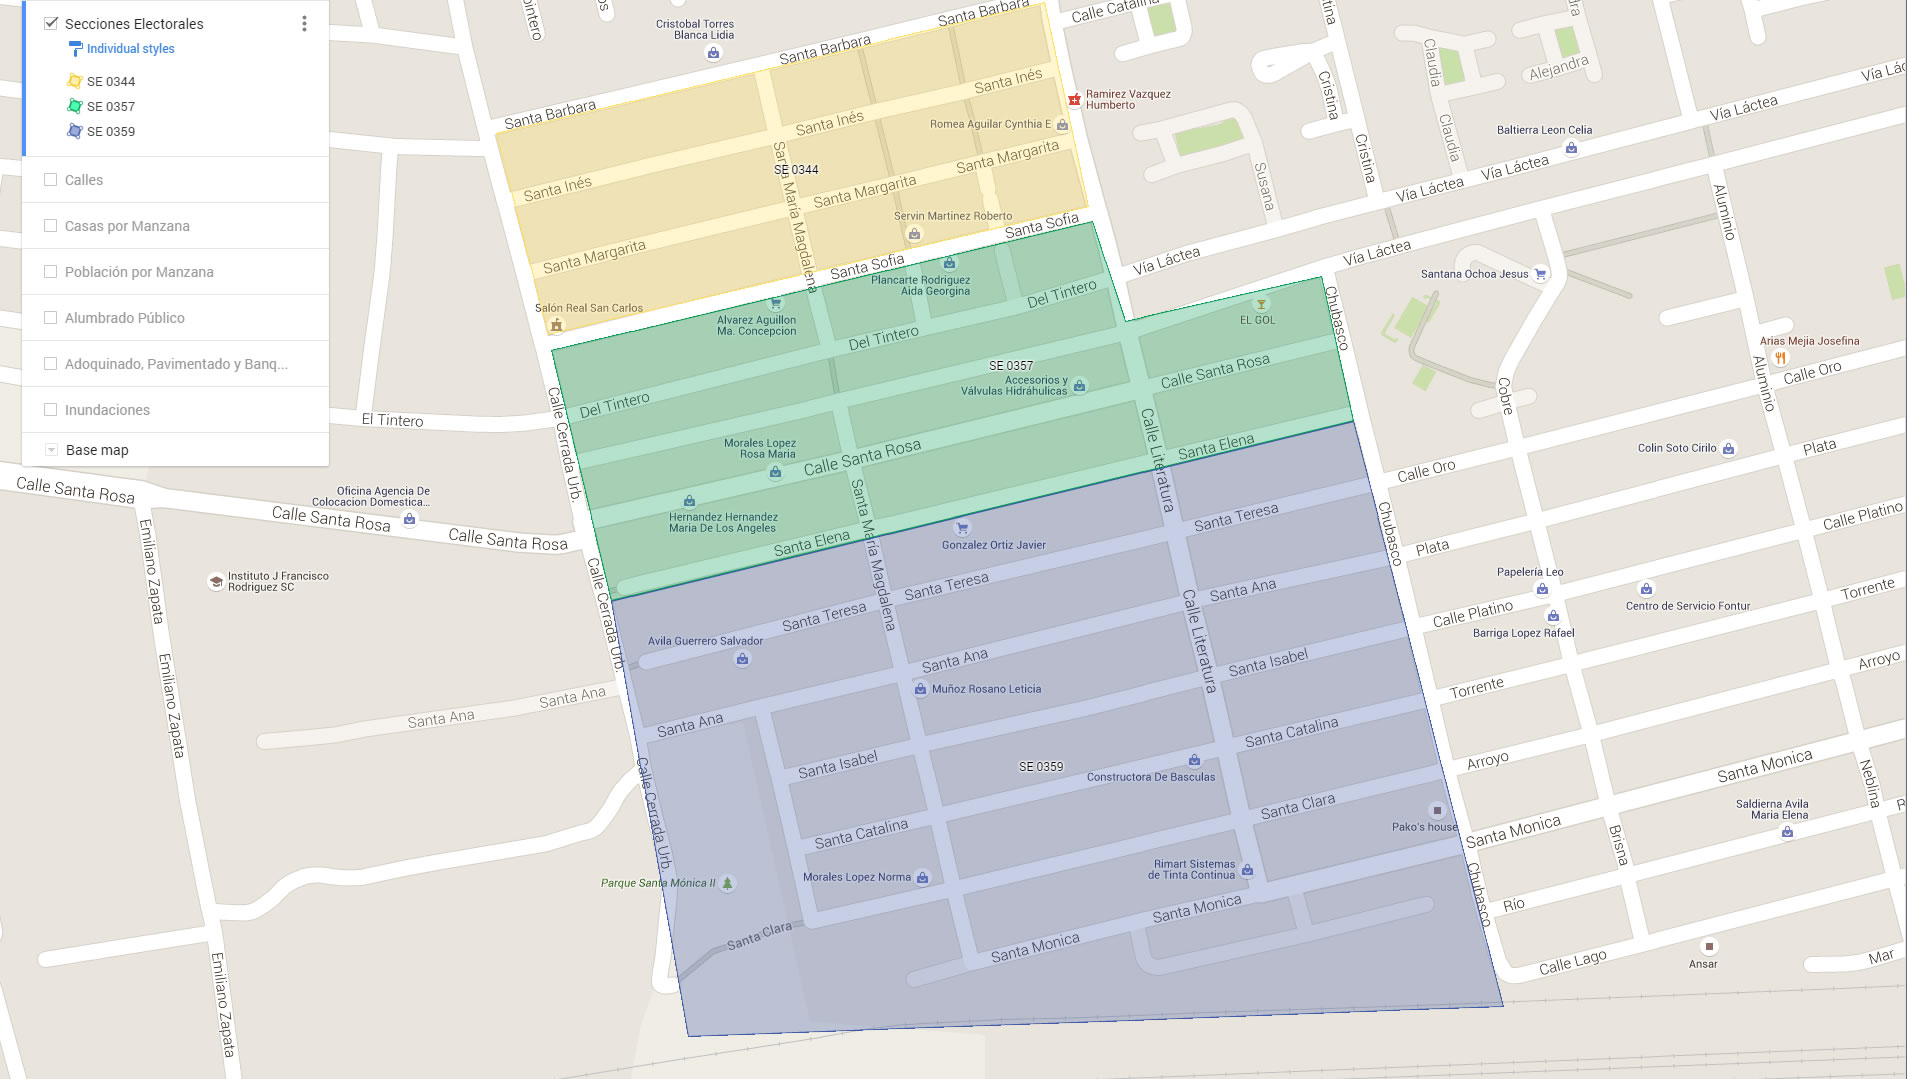 Secciones Electorales
Individual styles
SE 0344
SE 0357
SE 0359
Calles
Casas por Manzana
Población por Manzana
Alumbrado Público
Adoquinado, Pavimentado y Banq...
Inundaciones
Base map
Cristobal Torres
Blanca Lidia
Santa Barbara
Santa Barbara
Santa Barbara
Calle Catalina
Santa Inés
Santa Inés
Santa Inés
Ramirez Vazquez
Humberto
Romea Aguilar Cynthia E
SE 0344
Santa Margarita
Santa Margarita
Santa Margarita
Santa María Magdalena
Servin Martinez Roberto
Santa Sofia
Santa Sofia
Salón Real San Carlos
Cristina
Cristina
Claudia
Claudia
Alejandra
Susana
Baltierra Leon Celia
Vía Láctea
Vía Láctea
Vía Láctea
Vía Láctea
Vía Láctea
Aluminio
Aluminio
Santana Ochoa Jesus
Plancarte Rodriguez
Aida Georgina
Alvarez Aguillon
Ma. Concepcion
Del Tintero
Del Tintero
Del Tintero
EL GOL
SE 0357
Accesorios y
Válvulas Hidráhulicas
Calle Santa Rosa
Calle Santa Rosa
Morales Lopez
Rosa Maria
Hernandez Hernandez
Maria De Los Angeles
Santa Elena
Santa Elena
Calle Literatura
Santa María Magdalena
Chubasco
Arias Mejia Josefina
Calle Oro
Calle Oro
Cobre
Colin Soto Cirilo
Plata
Plata
Calle Platino
Calle Platino
El Tintero
Calle Cerrada Urb.
Calle Cerrada Urb.
Calle Cerrada Urb.
Calle Santa Rosa
Calle Santa Rosa
Calle Santa Rosa
Oficina Agencia De
Colocacion Domestica...
Instituto J Francisco
Rodriguez SC
Emiliano Zapata
Emiliano Zapata
Emiliano Zapata
Santa Ana
Santa Ana
Gonzalez Ortiz Javier
Santa Teresa
Santa Teresa
Santa Teresa
Avila Guerrero Salvador
Santa Ana
Santa Ana
Santa Ana
Muñoz Rosano Leticia
Calle Literatura
Santa Isabel
Santa Isabel
SE 0359
Santa Catalina
Santa Catalina
Constructora De Basculas
Santa Clara
Santa Clara
Pako's house
Morales Lopez Norma
Rimart Sistemas
de Tinta Continua
Parque Santa Mónica II
Santa Monica
Santa Monica
Chubasco
Chubasco
Papelería Leo
Barriga Lopez Rafael
Centro de Servicio Fontur
Torrente
Torrente
Arroyo
Arroyo
Santa Monica
Santa Monica
Saldierna Avila
Maria Elena
Neblina
Brisna
Río
Calle Lago
Ansar
Mar